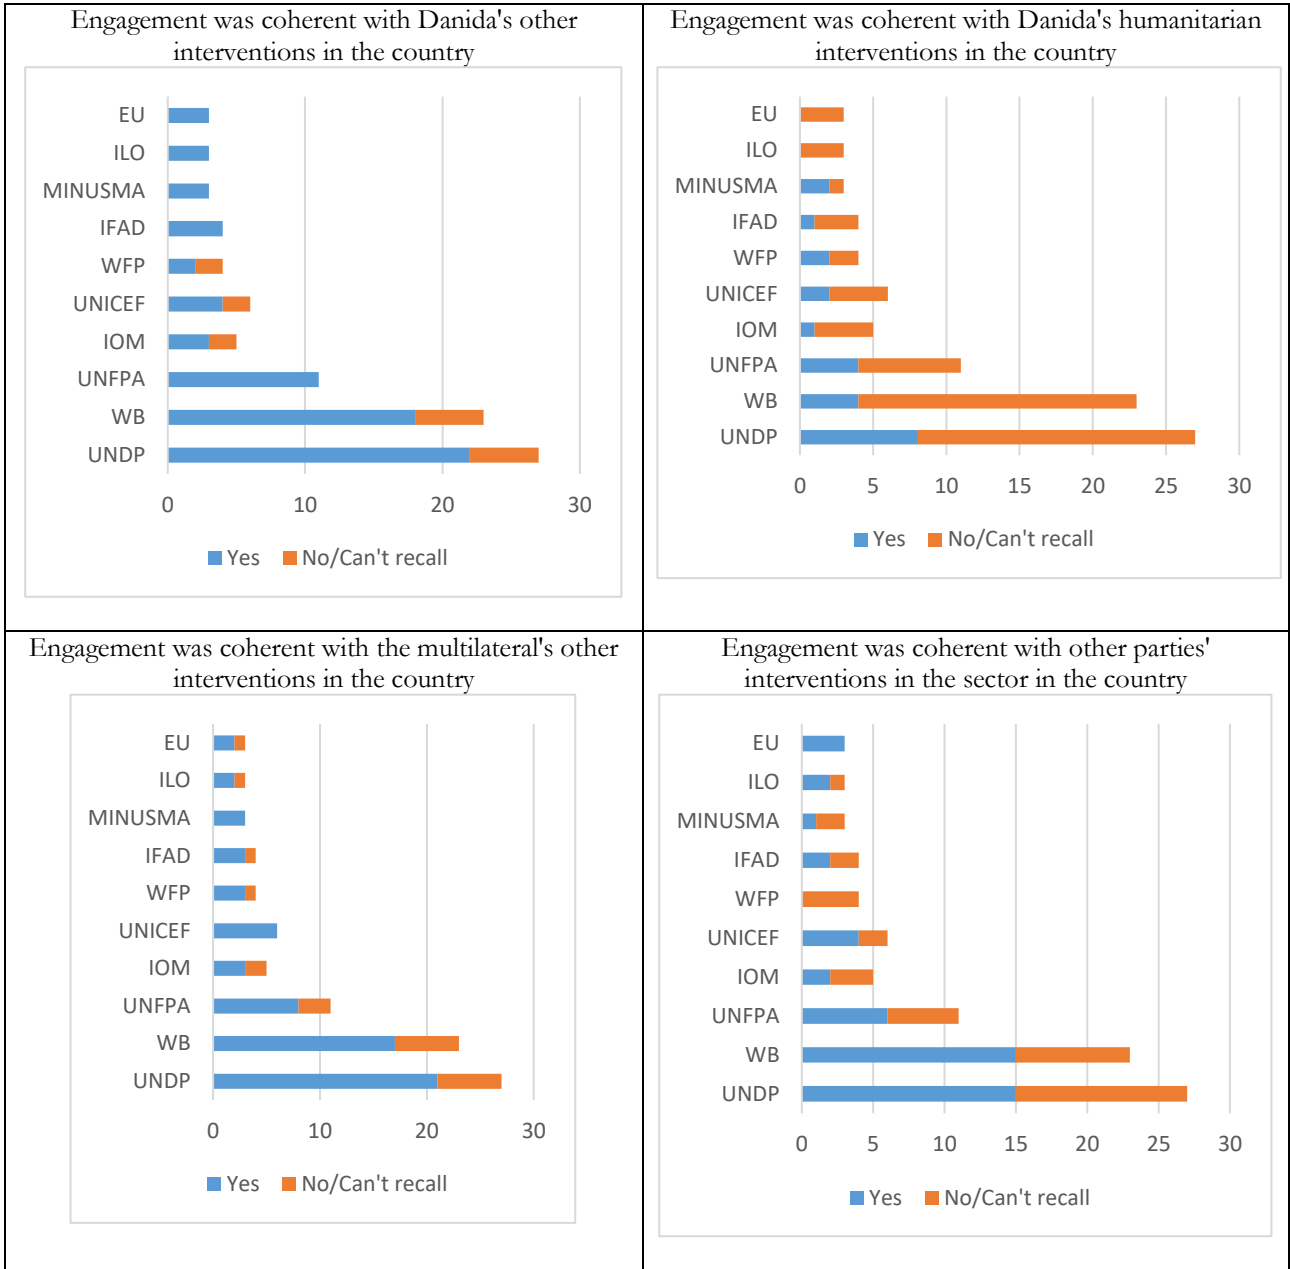 Engagement was coherent with Danida's other
interventions in the country
EU
ILO
MINUSMA
IFAD
WFP
UNICEF
IOM
UNFPA
WB
UNDP
0 10 20 30
Yes No/Can't recall
Engagement was coherent with Danida's humanitarian
interventions in the country
EU
ILO
MINUSMA
IFAD
WFP
UNICEF
IOM
UNFPA
WB
UNDP
0 5 10 15 20 25 30
Yes No/Can't recall
Engagement was coherent with the multilateral's other
interventions in the country
EU
ILO
MINUSMA
IFAD
WFP
UNICEF
IOM
UNFPA
WB
UNDP
0 10 20 30
Yes No/Can't recall
Engagement was coherent with other parties'
interventions in the sector in the country
EU
ILO
MINUSMA
IFAD
WFP
UNICEF
IOM
UNFPA
WB
UNDP
0 5 10 15 20 25 30
Yes No/Can't recall